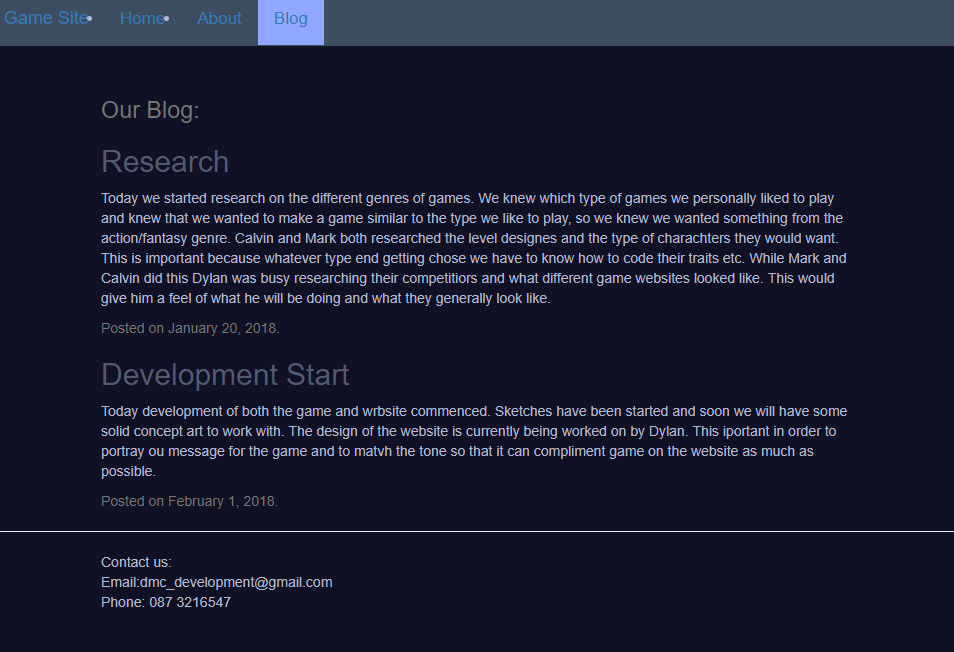 Game Site Home About Blog
Our Blog:
Research
Today we started research on the different genres of games. We knew which type of games we personally liked to play
and knew that we wanted to make a game similar to the type we like to play, so we knew we wanted something from the
action/fantasy genre. Calvin and Mark both researched the level designes and the type of charachters they would want.
This is important because whatever type end getting chose we have to know how to code their traits etc. While Mark and
Calvin did this Dylan was busy researching their competitiors and what different game websites looked like. This would
give him a feel of what he will be doing and what they generally look like.
Posted on January 20, 2018.
Development Start
Today development of both the game and wrbsite commenced. Sketches have been started and soon we will have some
solid concept art to work with. The design of the website is currently being worked on by Dylan. This iportant in order to
portray ou message for the game and to matvh the tone so that it can compliment game on the website as much as
possible.
Posted on February 1, 2018.
Contact us:
Email:dmc_development@gmail.com
Phone: 087 3216547